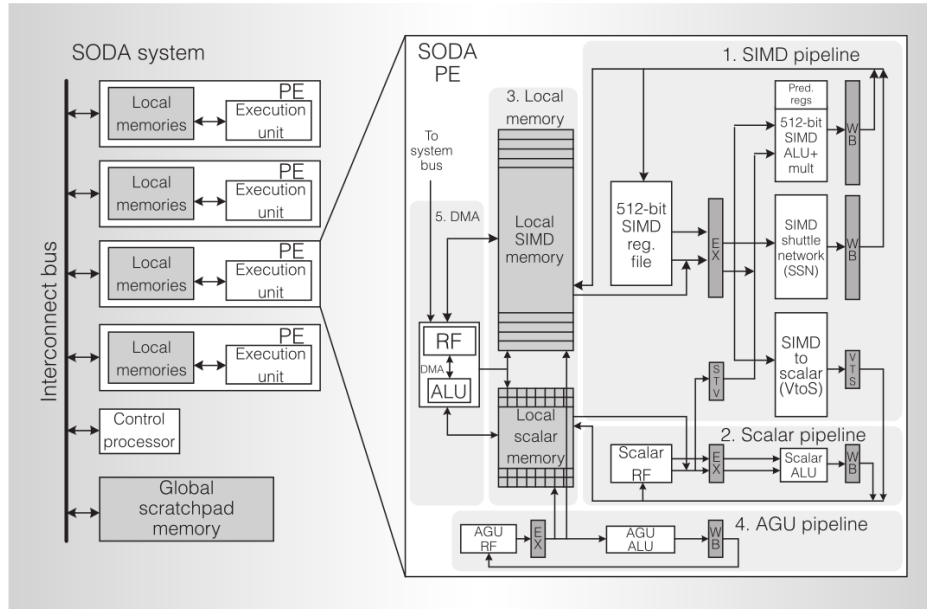 SODA system
Interconnect bus
PE
Local
memories
Execution
unit
PE
Local
memories
Execution
unit
PE
Local
memories
Execution
unit
PE
Local
memories
Execution
unit
Control
processor
Global
scratchpad
memory
SODA
PE
To
system
bus
5. DMA
RF
DMA
ALU
3. Local
memory
Local
SIMD
memory
Local
scalar
memory
1. SIMD pipeline
512-bit
SIMD
reg.
file
EX
Pred.
regs
512-bit
SIMD
ALU+
mult
WB
SIMD
shuttle
network
(SSN)
WB
STV
SIMD
to
scalar
(VtoS)
VTS
2. Scalar pipeline
Scalar
RF
EX
Scalar
ALU
WB
4. AGU pipeline
AGU
RF
EX
AGU
ALU
WB